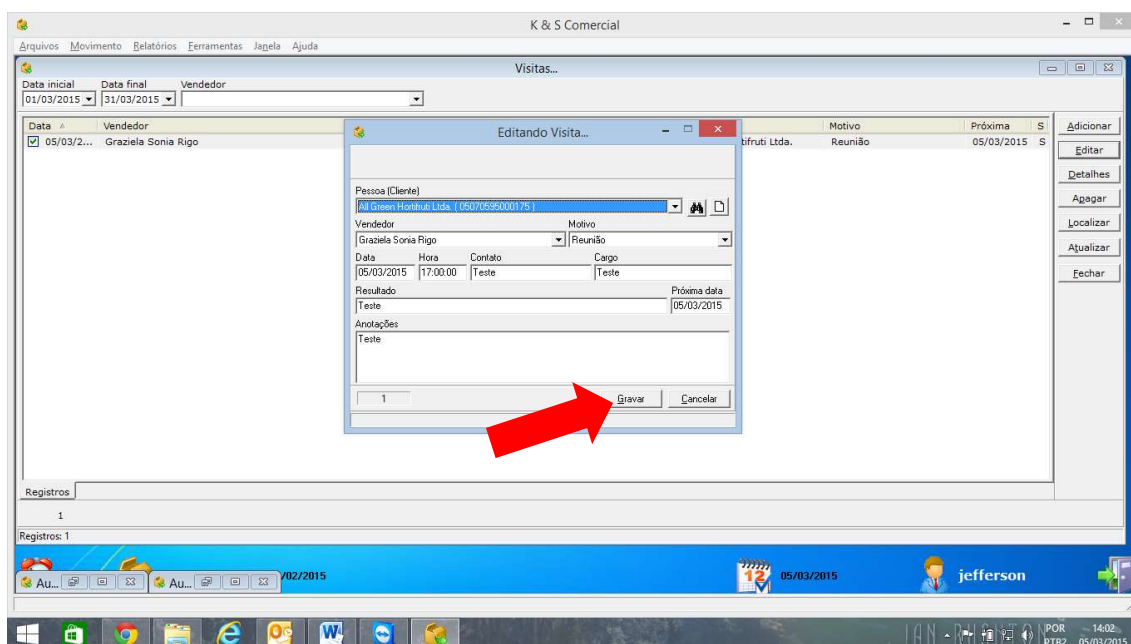 K & S Comercial
Arquivos Movimento Relatórios Ferramentas Janela Ajuda
Visitas...
Data inicial Data final Vendedor
01/03/2015 31/03/2015
Data Vendedor Motivo Próxima S
05/03/2... Graziela Sonia Rigo tifruti Ltda. Reunião 05/03/2015 S
Adicionar
Editar
Detalhes
Apagar
Localizar
Atualizar
Fechar
Editando Visita...
Pessoa (Cliente)
All Green Hortifruti Ltda. ( 05070595000175 )
Vendedor Motivo
Graziela Sonia Rigo Reunião
Data Hora Contato Cargo
05/03/2015 17:00:00 Teste Teste
Resultado Próxima data
Teste 05/03/2015
Anotações
Teste
1 Gravar Cancelar
Registros
1
Registros: 1
Au... Au... /02/2015 12 05/03/2015 jefferson
POR 14:02
PTB2 05/03/2015